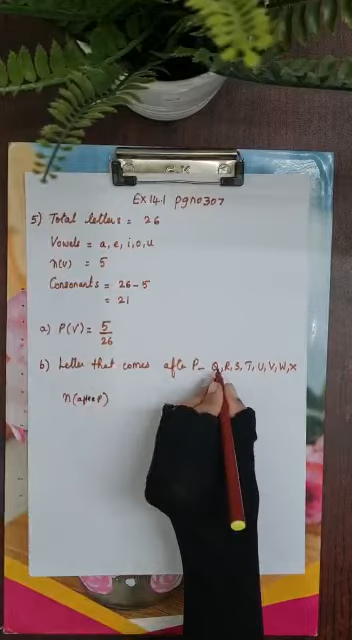 C.K
Ex 14.1 pg no 307
5) Total letters = 26
Vowels = a, e, i, o, u
n(v) = 5
Consonants = 26 - 5
= 21
a) P(V) = 5/26
b) Letter that comes after P - Q, R, S, T, U, V, W, X
n(after P)